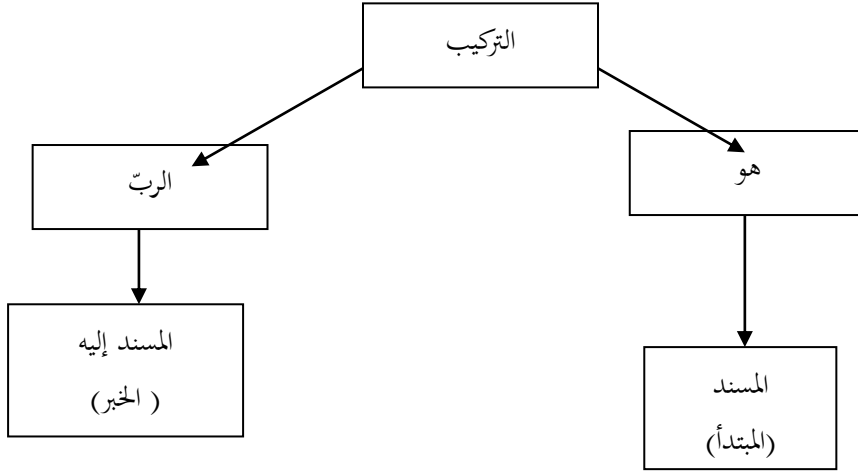 التركيب
هو
الربّ
المسند
(المبتدأ)
المسند إليه
( الخبر)